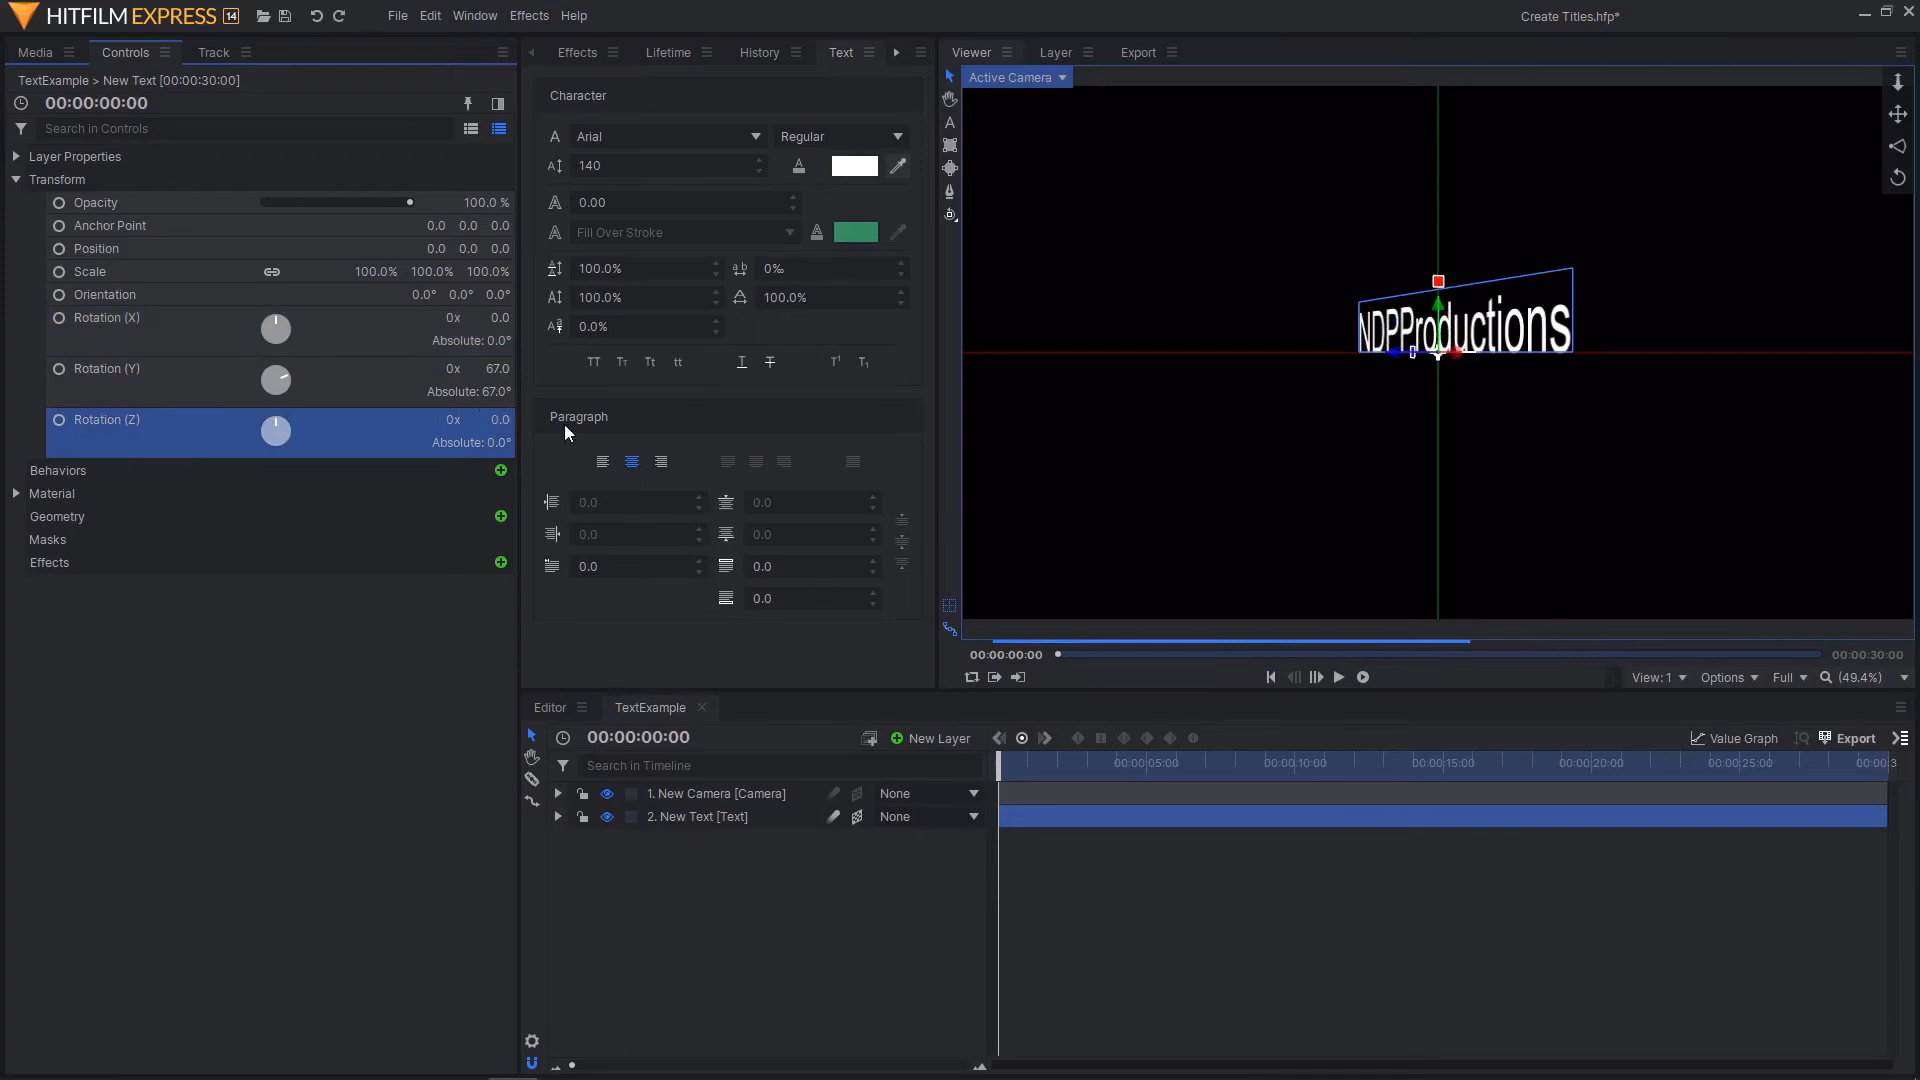 HITFILM EXPRESS 14 File Edit Window Effects Help Create Titles.hfp*
Media Controls Track
TextExample > New Text [00:00:30:00]
00:00:00:00
Search in Controls
Layer Properties
Transform
Opacity 100.0 %
Anchor Point 0.0 0.0 0.0
Position 0.0 0.0 0.0
Scale 100.0% 100.0% 100.0%
Orientation 0.0° 0.0° 0.0°
Rotation (X) 0x 0.0
Absolute: 0.0°
Rotation (Y) 0x 67.0
Absolute: 67.0°
Rotation (Z) 0x 0.0
Absolute: 0.0°
Behaviors
Material
Geometry
Masks
Effects
Effects Lifetime History Text
Character
Arial Regular
140
0.00
Fill Over Stroke
100.0% 0‰
100.0% 100.0%
0.0%
TT Tт Tt tt T T T¹ T₁
Paragraph
0.0 0.0
0.0 0.0
0.0 0.0
0.0
Viewer Layer Export
Active Camera
NDPProductions
00:00:00:00 00:00:30:00
View: 1 Options Full (49.4%)
Editor TextExample
00:00:00:00 New Layer Value Graph Export
Search in Timeline 00:00:05:00 00:00:10:00 00:00:15:00 00:00:20:00 00:00:25:00 00:00:3
1. New Camera [Camera] None
2. New Text [Text] None